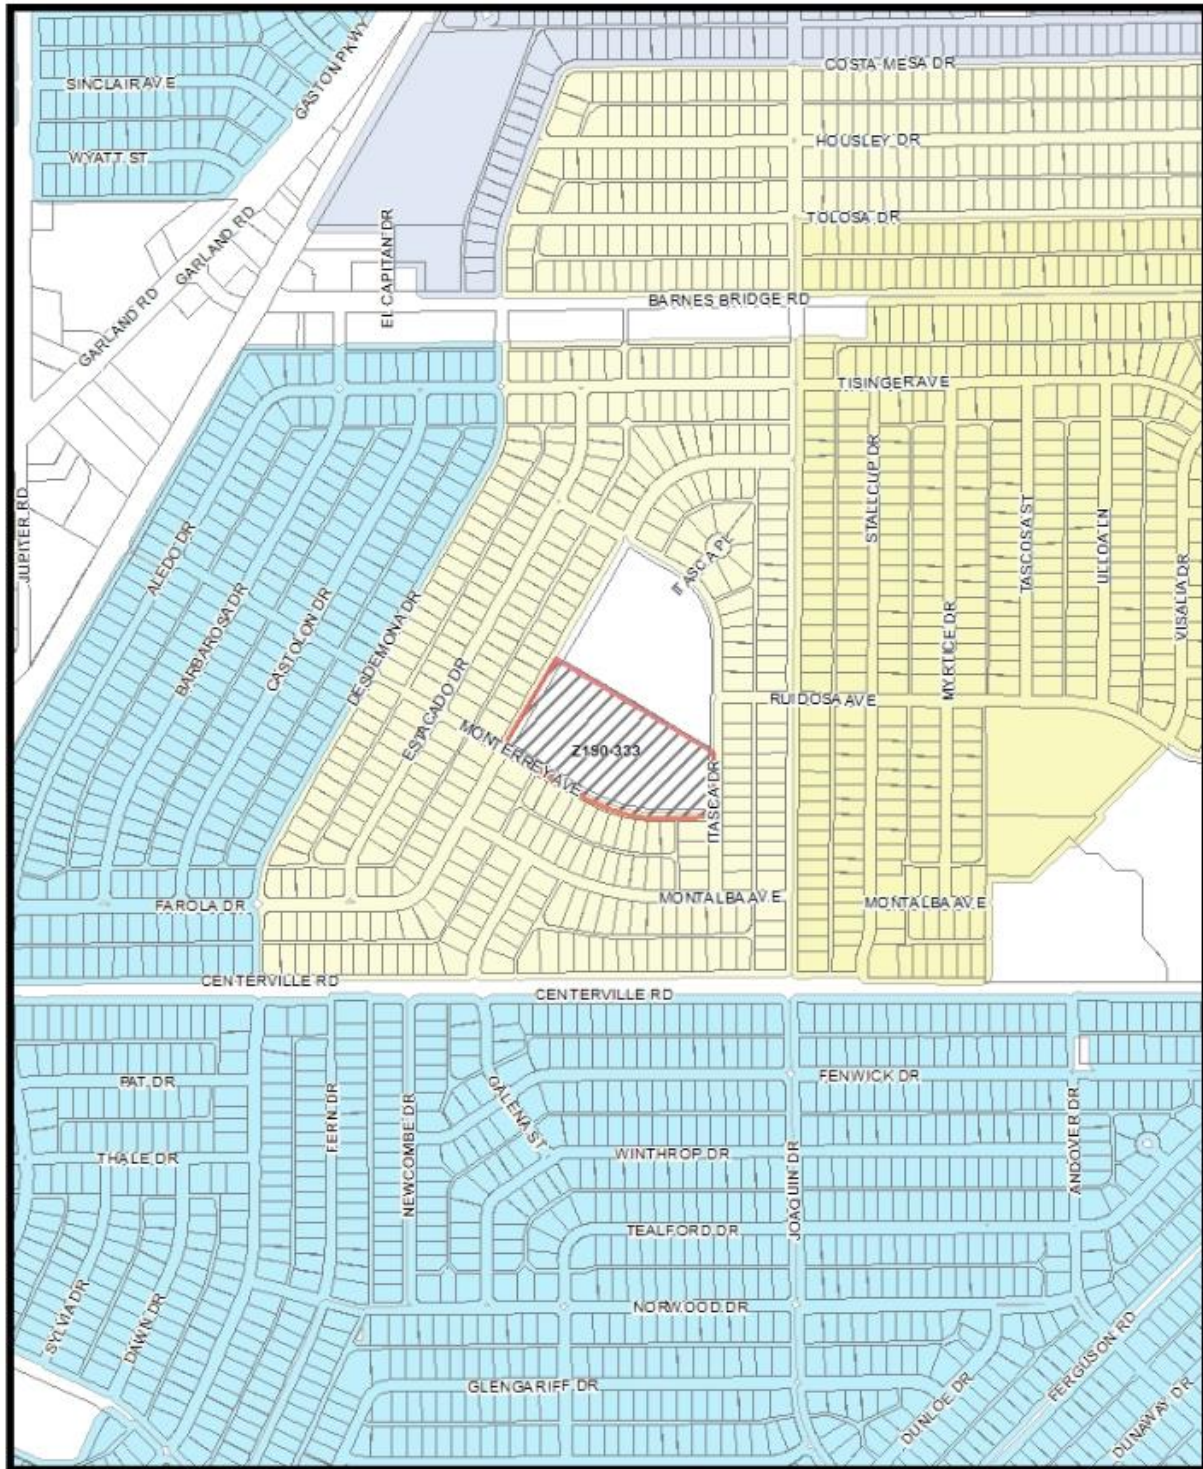 COSTA MESA DR
SINCLAIR AVE
GASTON PKWY
HOUSLEY DR
WYATT ST
TOLOSA DR
GARLAND RD
EL CAPITAN DR
BARNES BRIDGE RD
GARLAND RD
TISINGER AVE
STALLCUP DR
JUPITER RD
TASCOSA ST
ULLOA LN
ALEDO DR
ITASCA PL
VISALIA DR
BARBAROSA DR
CASTOLON DR
DESDEMONA DR
MYRTICE DR
ESTACADO DR
RUIDOSA AVE
MONTERREY AVE
Z190-333
ITASCA DR
MONTALBA AVE
MONTALBA AVE
FAROLA DR
CENTERVILLE RD
CENTERVILLE RD
PAT DR
FERN DR
NEWCOMBE DR
GALENA ST
FENWICK DR
ANDOVER DR
THALE DR
WINTHROP DR
JOAQUIN DR
TEALFORD DR
SYLVIA DR
DAWN DR
NORWOOD DR
GLENGARIFF DR
DUNLOE DR
FERGUSON RD
DUNAWAY DR